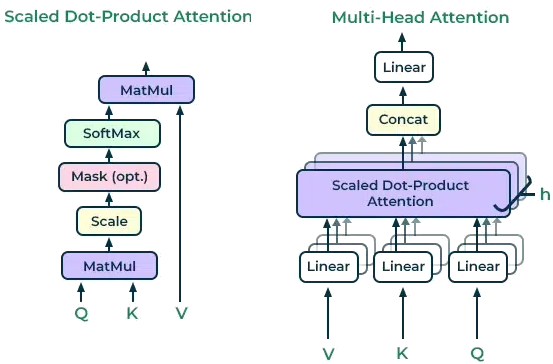 Scaled Dot-Product Attention
MatMul
SoftMax
Mask (opt.)
Scale
MatMul
Q K V
Multi-Head Attention
Linear
Concat
Scaled Dot-Product
Attention
h
Linear Linear Linear
V K Q